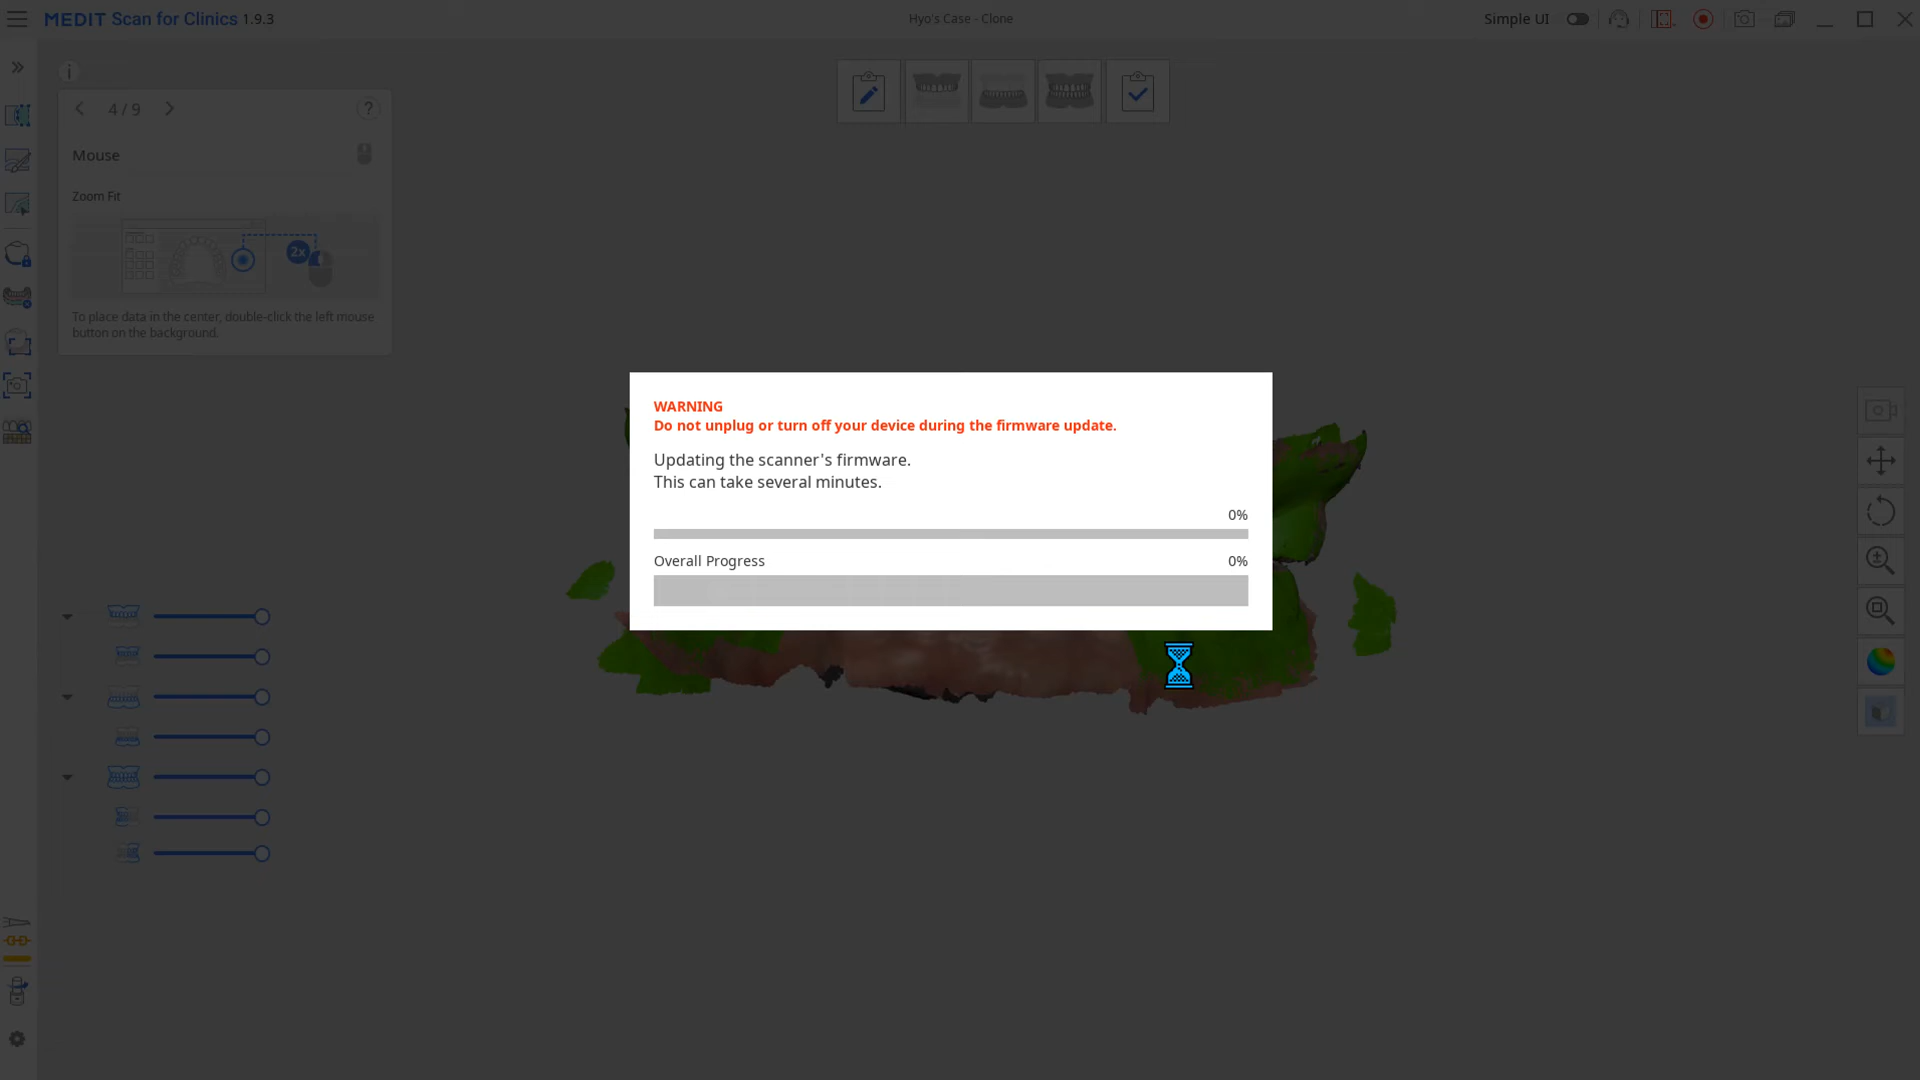 MEDIT Scan for Clinics 1.9.3
Hyo's Case - Clone
Simple UI
4 / 9
?
Mouse
Zoom Fit
2x
To place data in the center, double-click the left mouse
button on the background.
WARNING
Do not unplug or turn off your device during the firmware update.
Updating the scanner's firmware.
This can take several minutes.
0%
Overall Progress 0%